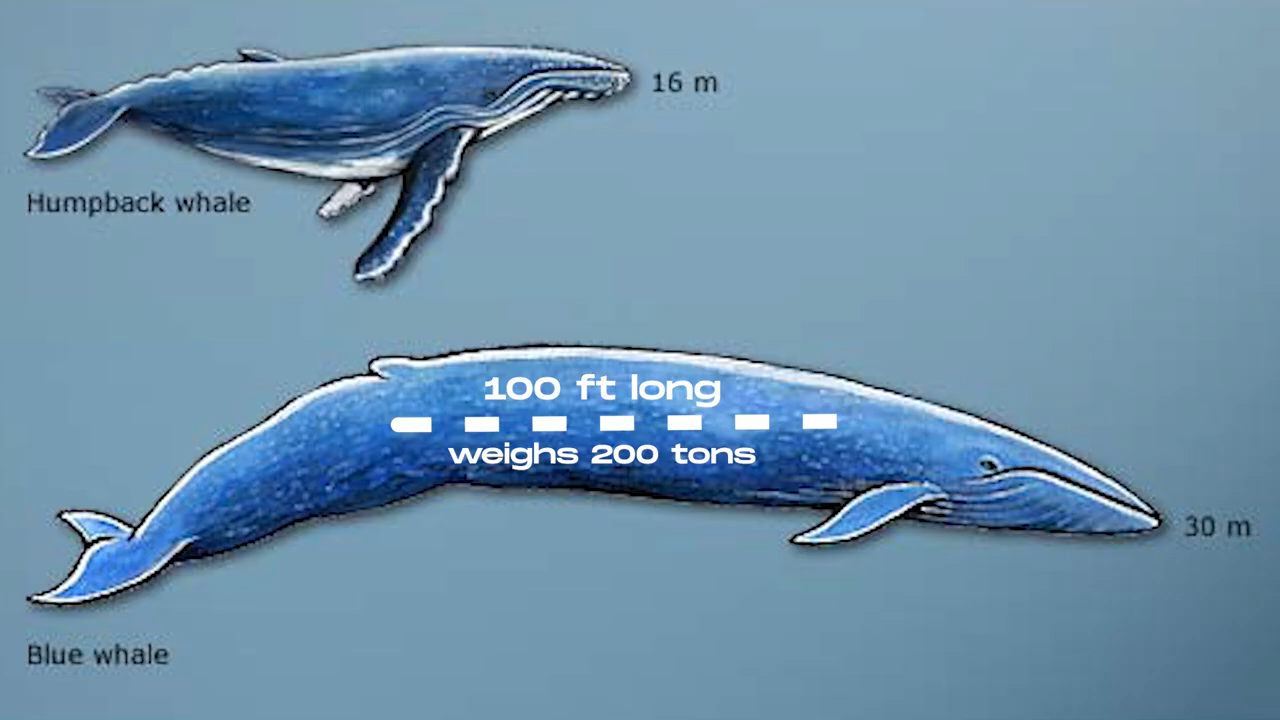 16 m
Humpback whale
100 ft long
weighs 200 tons
30 m
Blue whale